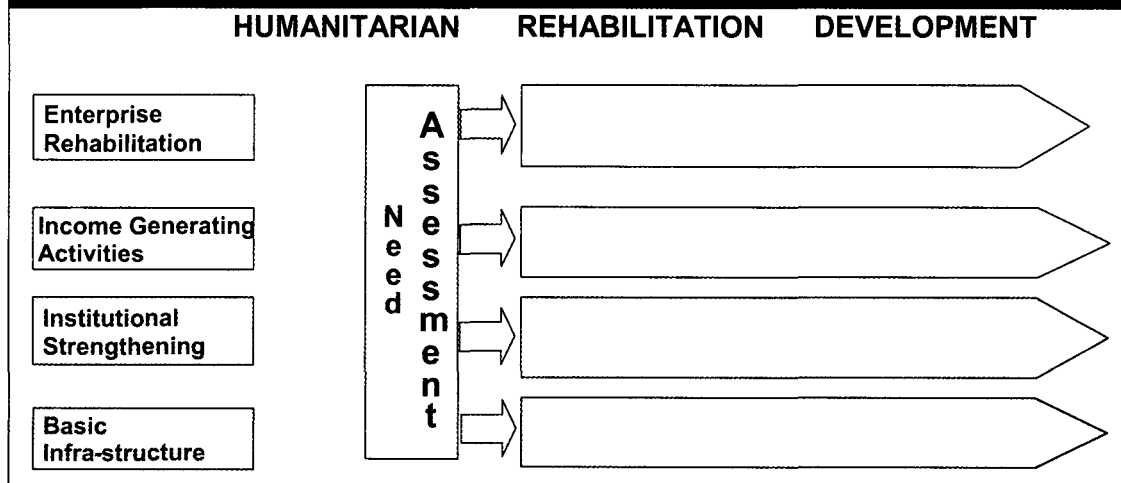 HUMANITARIAN REHABILITATION DEVELOPMENT
Enterprise
Rehabilitation
Income Generating
Activities
Institutional
Strengthening
Basic
Infra-structure
Need
Assessment